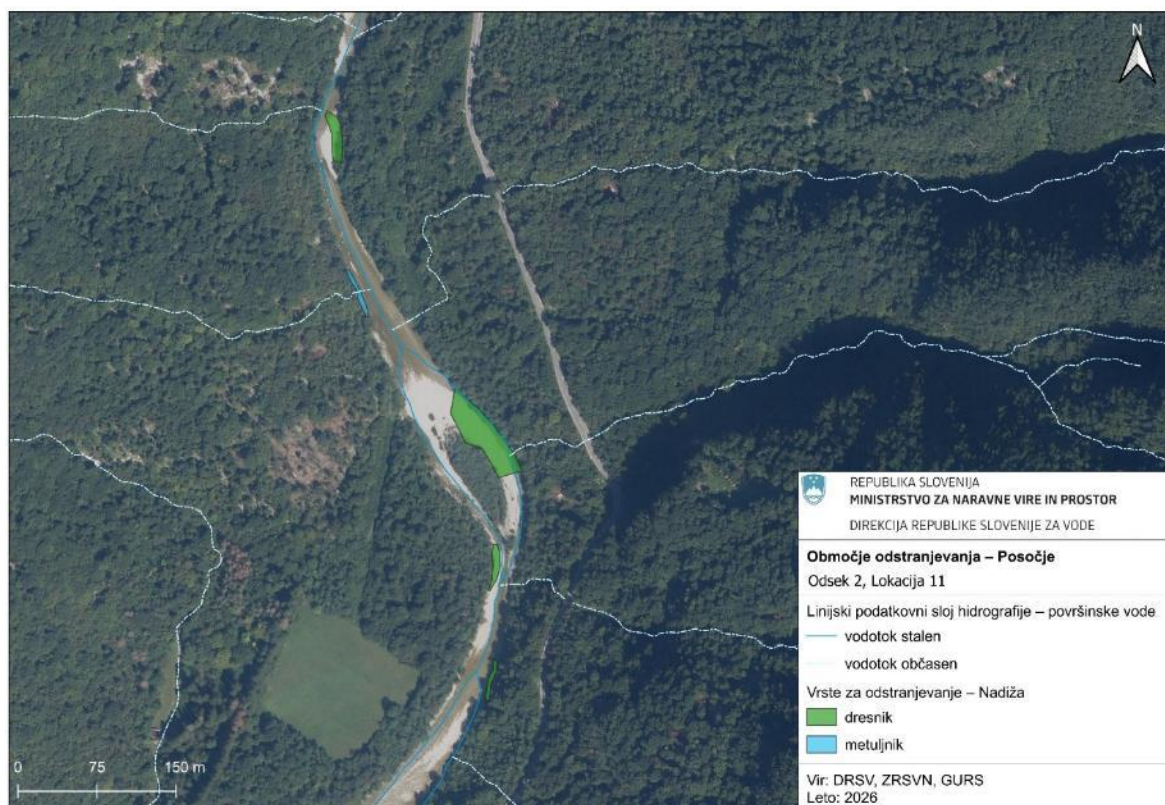 N
REPUBLIKA SLOVENIJA
MINISTRSTVO ZA NARAVNE VIRE IN PROSTOR
DIREKCIJA REPUBLIKE SLOVENIJE ZA VODE
Območje odstranjevanja – Posočje
Odsek 2, Lokacija 11
Linijski podatkovni sloj hidrografije – površinske vode
vodotok stalen
vodotok občasen
Vrste za odstranjevanje – Nadiža
dresnik
metuljnik
Vir: DRSV, ZRSVN, GURS
Leto: 2026
0 75 150 m